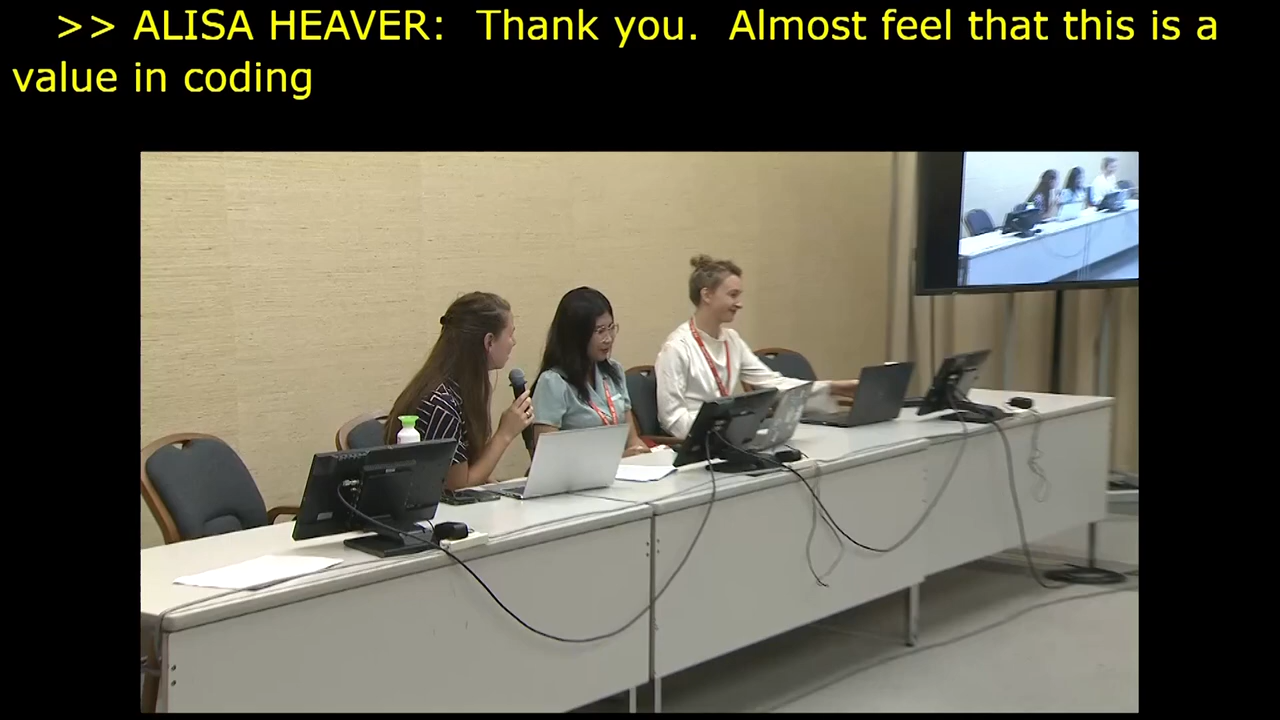 >> ALISA HEAVER: Thank you. Almost feel that this is a
value in coding